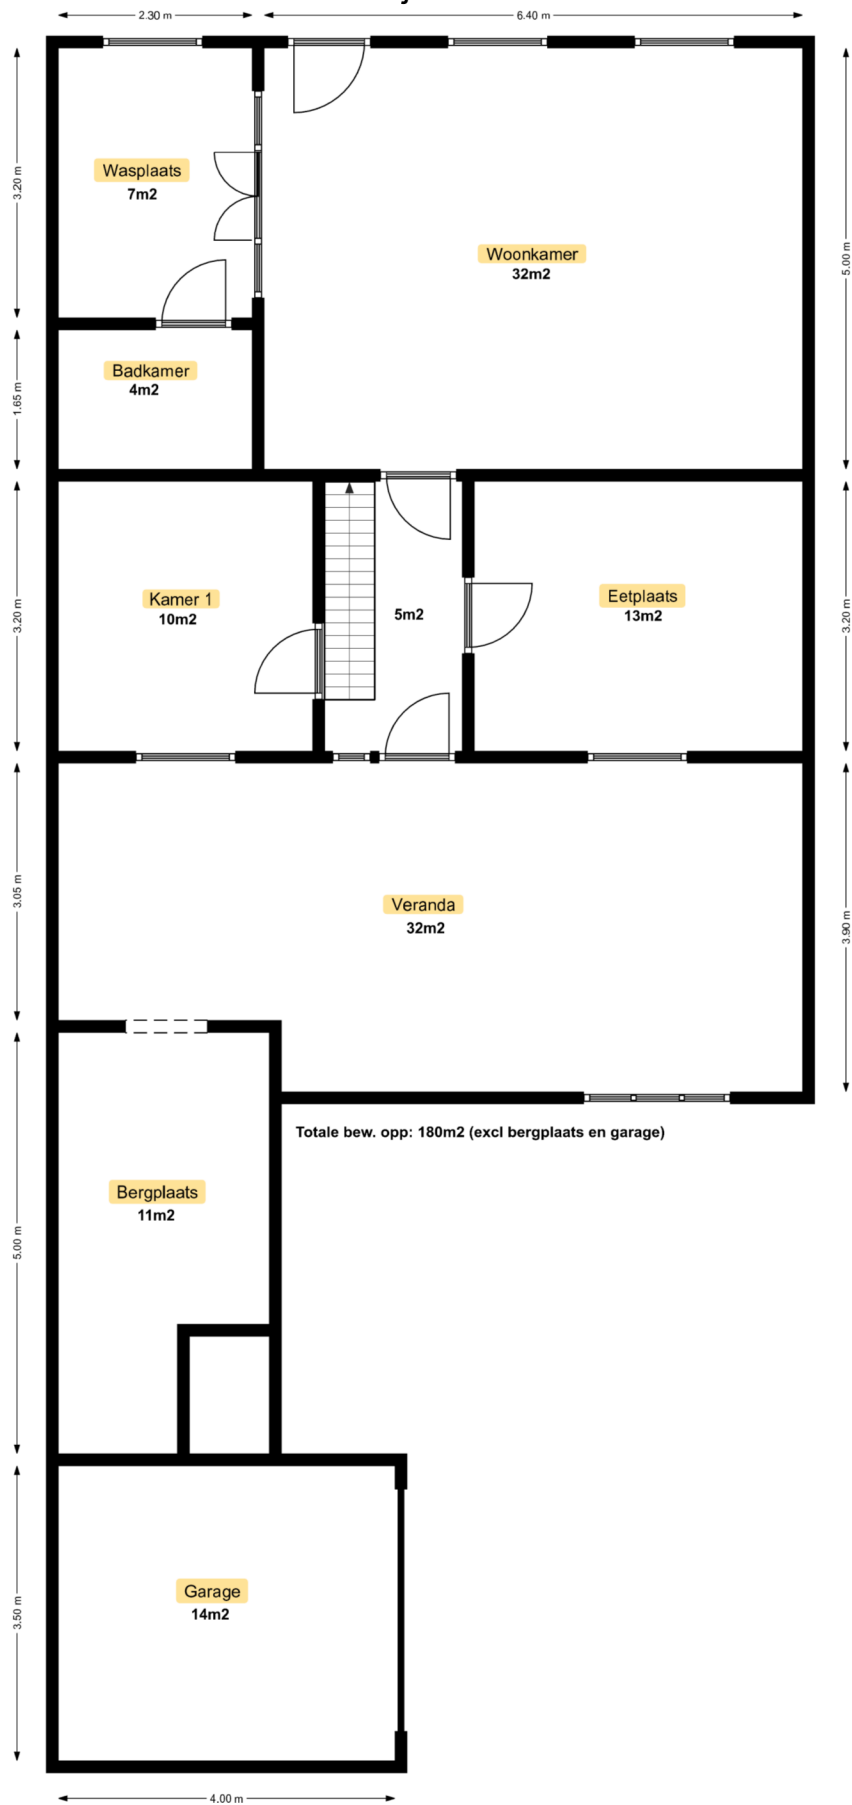 2.30 m
6.40 m
3.20 m
Wasplaats
7m2
Woonkamer
32m2
5.00 m
1.65 m
Badkamer
4m2
3.20 m
Kamer 1
10m2
5m2
Eetplaats
13m2
3.20 m
3.05 m
Veranda
32m2
3.90 m
Totale bew. opp: 180m2 (excl bergplaats en garage)
5.00 m
Bergplaats
11m2
3.50 m
Garage
14m2
4.00 m